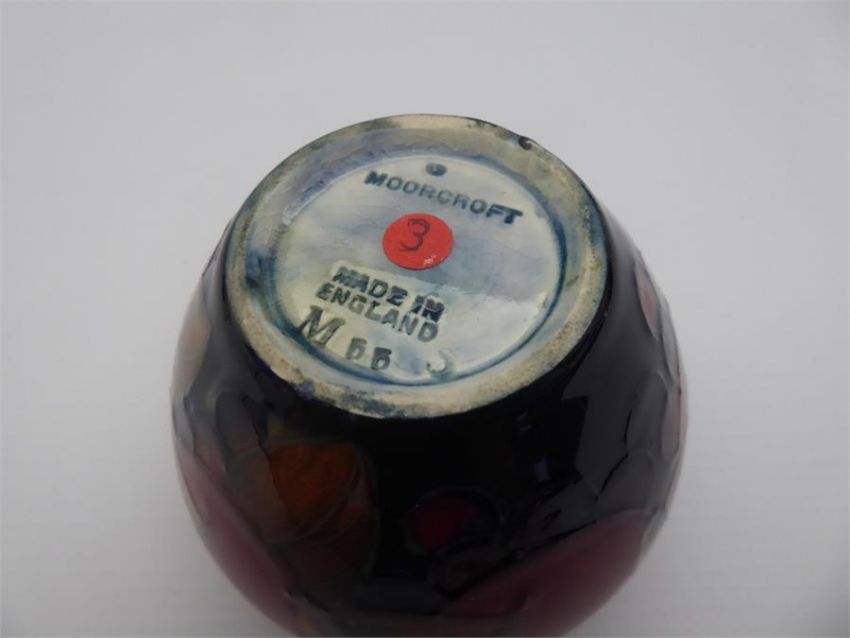 MOORCROFT
3
MADE IN
ENGLAND
M 55